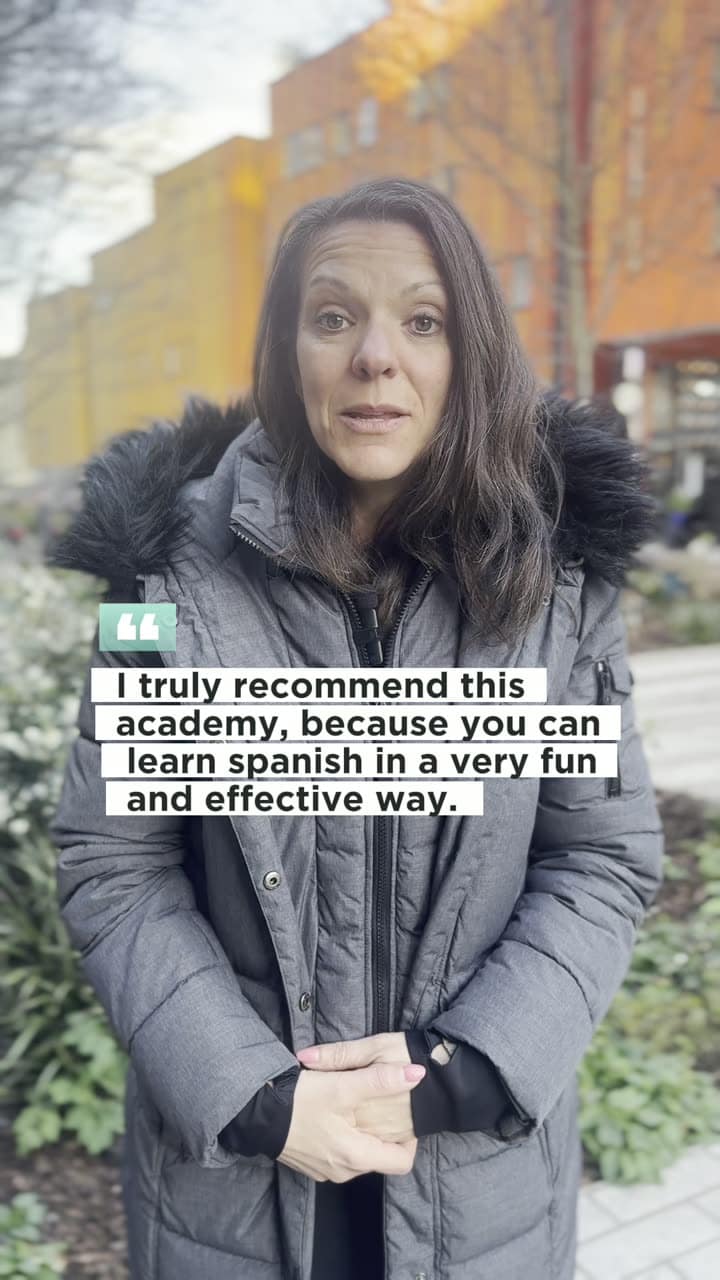 “
I truly recommend this
academy, because you can
learn spanish in a very fun
and effective way.